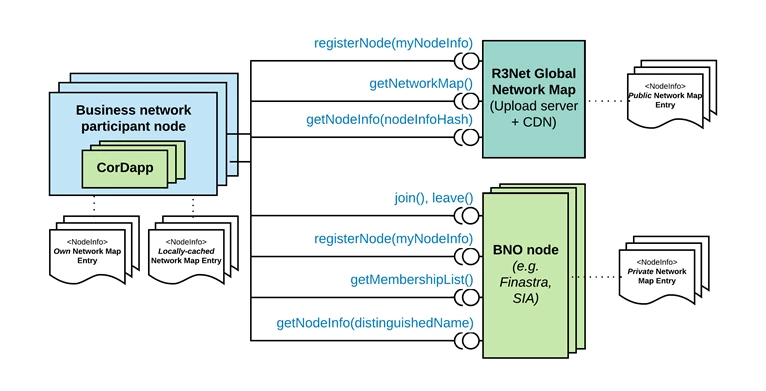 registerNode(myNodeInfo)
getNetworkMap()
getNodeInfo(nodeInfoHash)
R3Net Global
Network Map
(Upload server
+ CDN)
<NodeInfo>
Public Network Map
Entry
Business network
participant node
CorDapp
<NodeInfo>
Own Network Map
Entry
<NodeInfo>
Locally-cached
Network Map Entry
join(), leave()
registerNode(myNodeInfo)
getMembershipList()
getNodeInfo(distinguishedName)
BNO node
(e.g.
Finastra,
SIA)
<NodeInfo>
Private Network
Map Entry